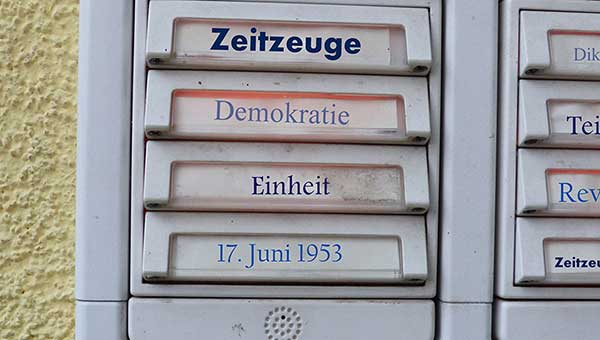 Zeitzeuge
Demokratie
Einheit
17. Juni 1953